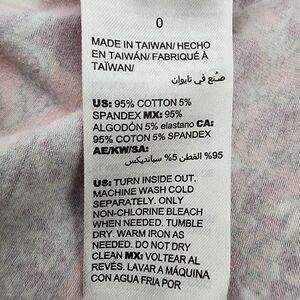 0
MADE IN TAIWAN/ HECHO
EN TAIWÁN/ FABRIQUÉ À
TAÏWAN/
صنع في تايوان
US: 95% COTTON 5%
SPANDEX MX: 95%
ALGODÓN 5% elastano CA:
95% COTON 5% SPANDEX
AE/KW/SA:
95% القطن 5% سبانديكس
US: TURN INSIDE OUT.
MACHINE WASH COLD
SEPARATELY. ONLY
NON-CHLORINE BLEACH
WHEN NEEDED. TUMBLE
DRY. WARM IRON AS
NEEDED. DO NOT DRY
CLEAN MX: VOLTEAR AL
REVÉS. LAVAR A MÁQUINA
CON AGUA FRIA POR